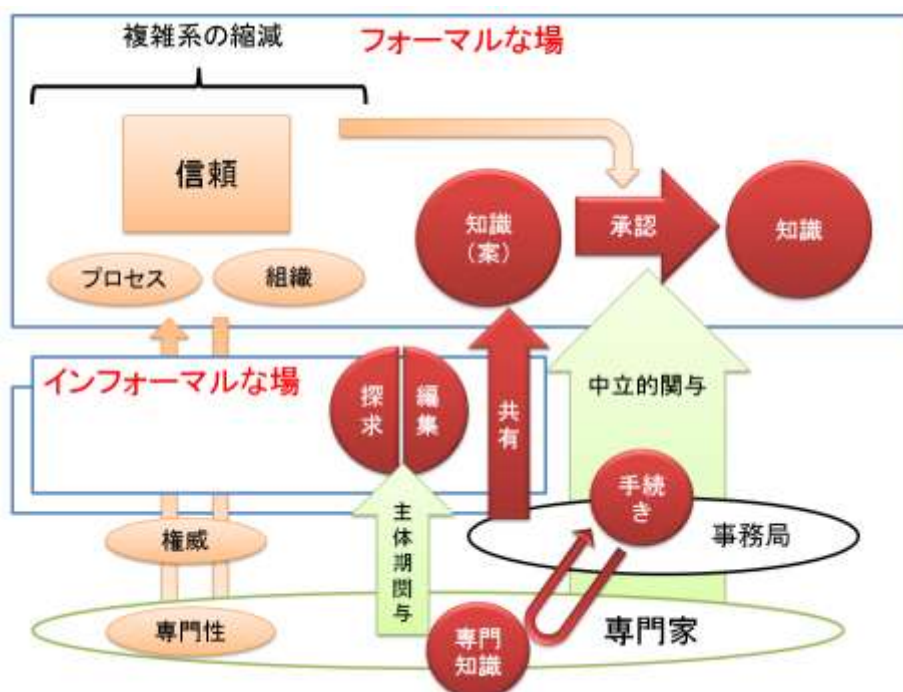 複雑系の縮減
フォーマルな場
信頼
プロセス
組織
知識
(案)
承認
知識
インフォーマルな場
探求
編集
共有
中立的関与
手続
き
事務局
権威
主体期関与
専門性
専門
知識
専門家